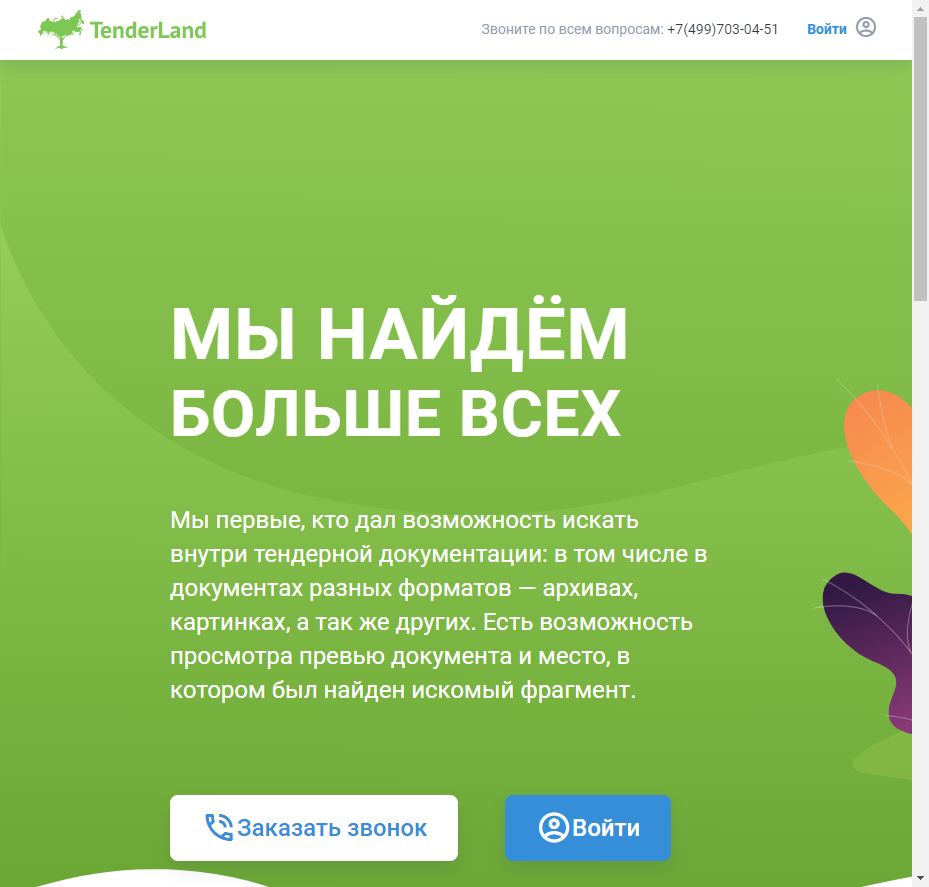 TenderLand
Звоните по всем вопросам: +7(499)703-04-51
Войти
МЫ НАЙДЁМ
БОЛЬШЕ ВСЕХ
Мы первые, кто дал возможность искать
внутри тендерной документации: в том числе в
документах разных форматов — архивах,
картинках, а так же других. Есть возможность
просмотра превью документа и место, в
котором был найден искомый фрагмент.
Заказать звонок
Войти